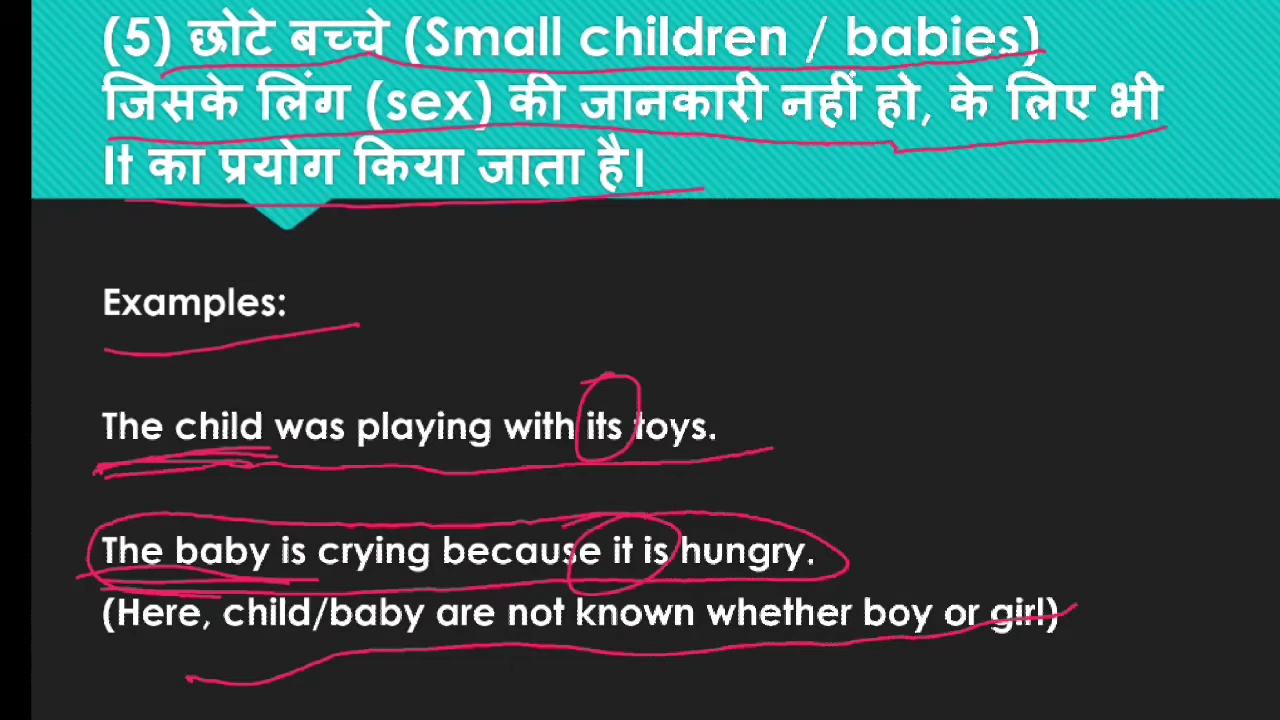 (5) छोटे बच्चे (Small children / babies)
जिसके लिंग (sex) की जानकारी नहीं हो, के लिए भी
It का प्रयोग किया जाता है।
Examples:
The child was playing with its toys.
The baby is crying because it is hungry.
(Here, child/baby are not known whether boy or girl)